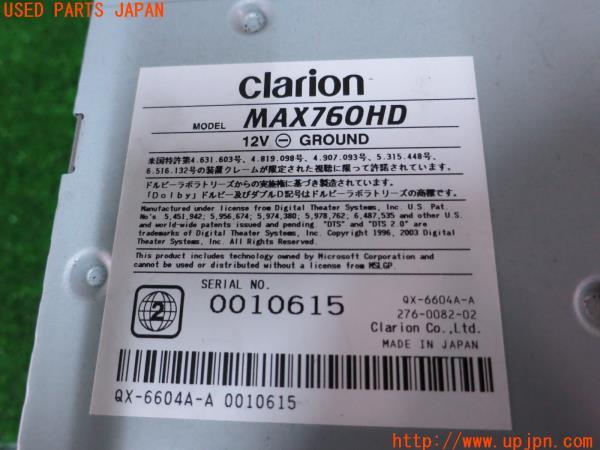 USED PARTS JAPAN
clarion
MODEL MAX760HD
12V ⊖ GROUND
米国特許第4.631.603号、4.819.098号、4.907.093号、5.315.448号、
6.516.132号の装置クレームが限定された視聴に限って許諾されています。
ドルビーラボラトリーズからの実施権に基づき製造されています。
「Dolby」ドルビー及びダブルD記号はドルビーラボラトリーズの商標です。
Manufactured under license from Digital Theater Systems, Inc. U.S. Pat.
No's 5,451,942; 5,956,674; 5,974,380; 5,978,762; 6,487,535 and other U.S.
and world-wide patents issued and pending. "DTS" and "DTS 2.0" are
trademarks of Digital Theater Systems, Inc. Copyright 1996, 2003 Digital
Theater Systems, Inc. All Rights Reserved.
This product includes technology owned by Microsoft Corporation and
cannot be used or distributed without a license from MSLGP.
2
SERIAL NO.
0010615
QX-6604A-A
276-0082-02
Clarion Co.,Ltd.
MADE IN JAPAN
QX-6604A-A 0010615
http://www.upjpn.com/